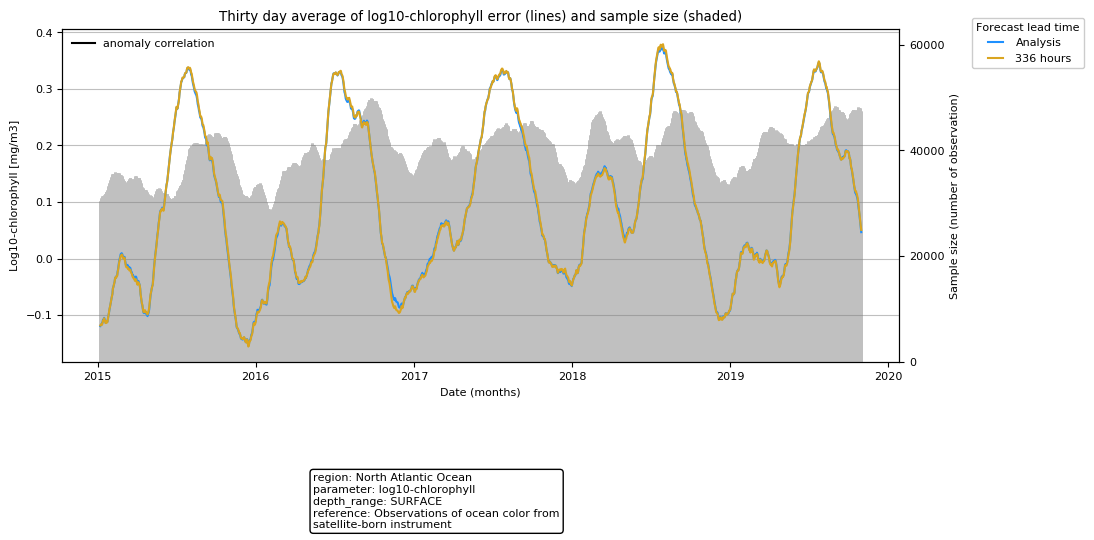 Thirty day average of log10-chlorophyll error (lines) and sample size (shaded)
Forecast lead time
Analysis
336 hours
anomaly correlation
Log10-chlorophyll [mg/m3]
0.4
0.3
0.2
0.1
0.0
−0.1
60000
40000
20000
0
Sample size (number of observation)
2015
2016
2017
2018
2019
2020
Date (months)
region: North Atlantic Ocean
parameter: log10-chlorophyll
depth_range: SURFACE
reference: Observations of ocean color from
satellite-born instrument